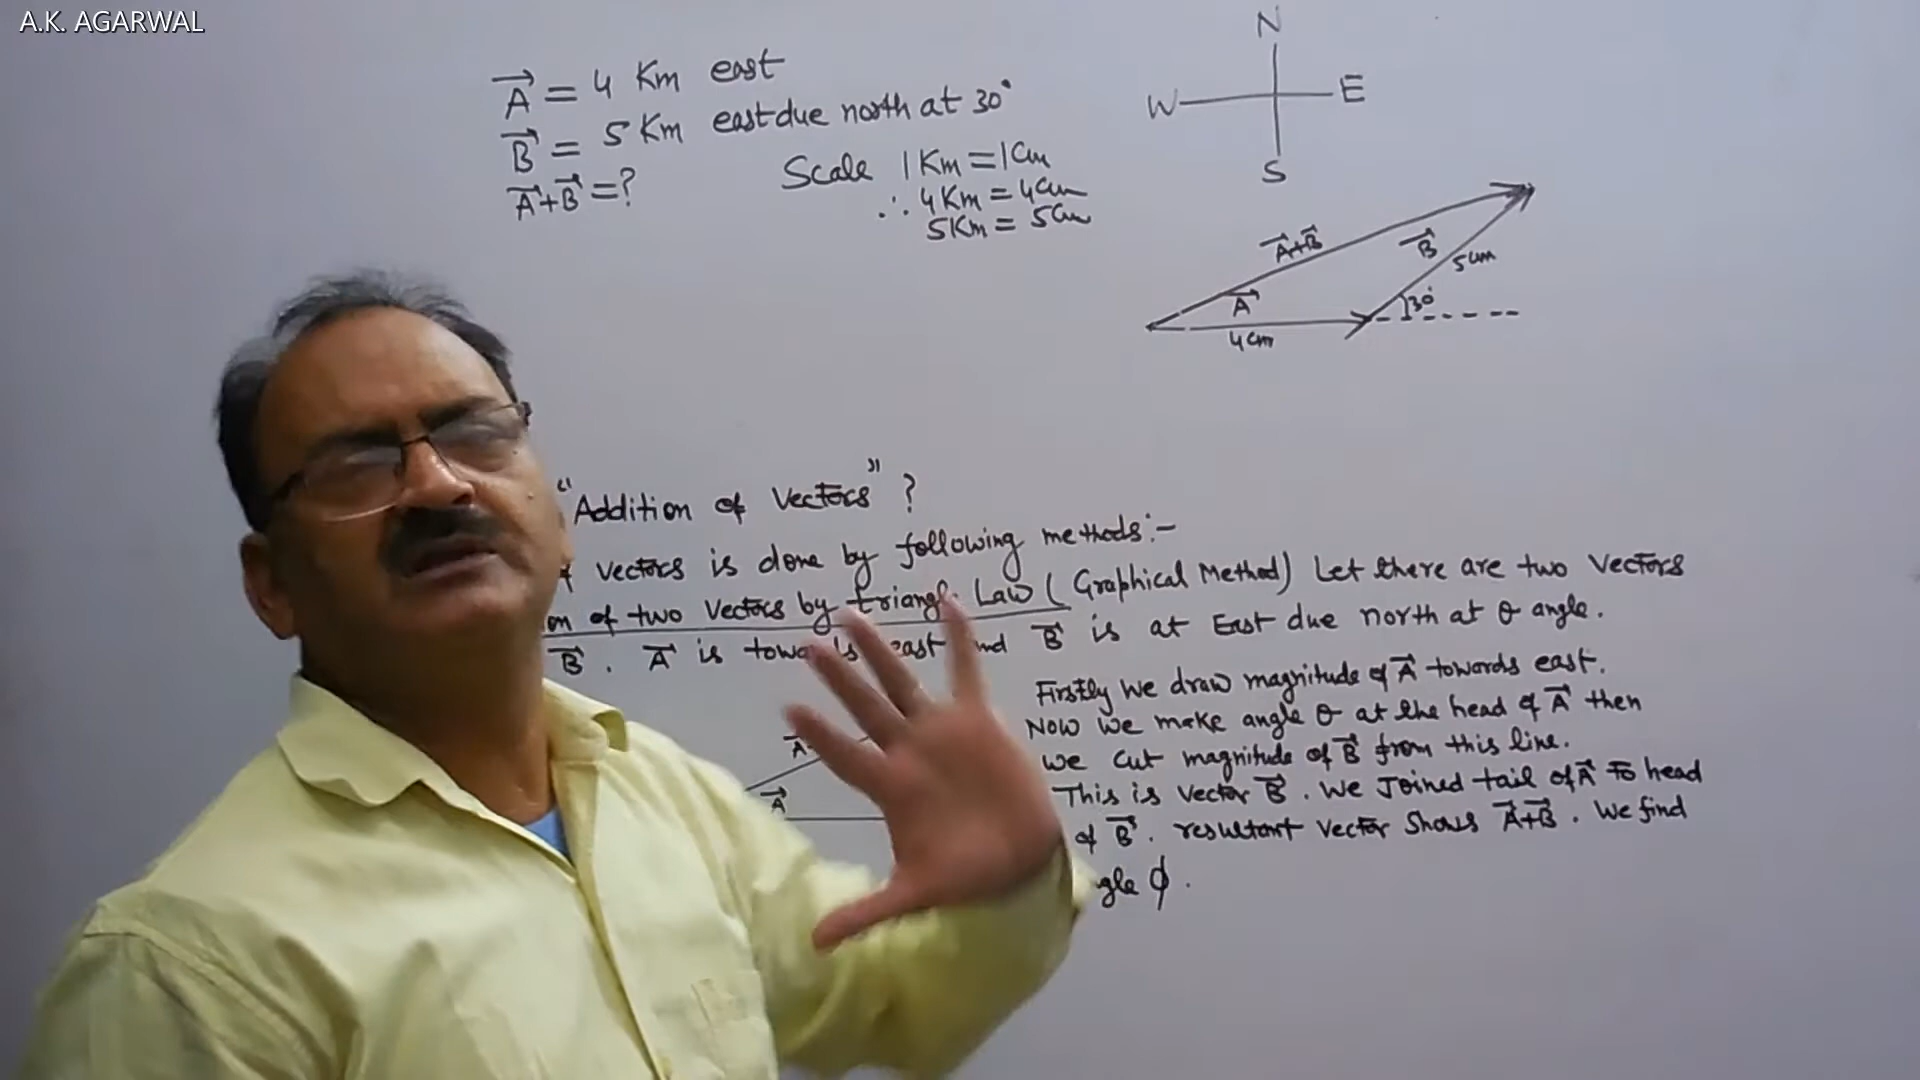 A.K. AGARWAL
A⃗ = 4 Km east
B⃗ = 5 Km east due north at 30°
A⃗+B⃗ = ?
Scale 1 Km = 1 Cm
∴ 4 Km = 4 Cm
5 Km = 5 Cm
N
W E
S
A⃗+B⃗
B⃗
5 cm
A⃗
30°
4 cm
"Addition of Vectors" ?
vectors is done by following methods:-
on of two vectors by triangle Law (Graphical Method) Let there are two vectors
B⃗. A⃗ is towards east and B⃗ is at East due north at θ angle.
Firstly we draw magnitude of A⃗ towards east.
Now we make angle θ at the head of A⃗ then
we cut magnitude of B⃗ from this line.
This is vector B⃗. We Joined tail of A⃗ to head
of B⃗. resultant vector shows A⃗+B⃗. We find
gle ϕ.
A⃗
A⃗